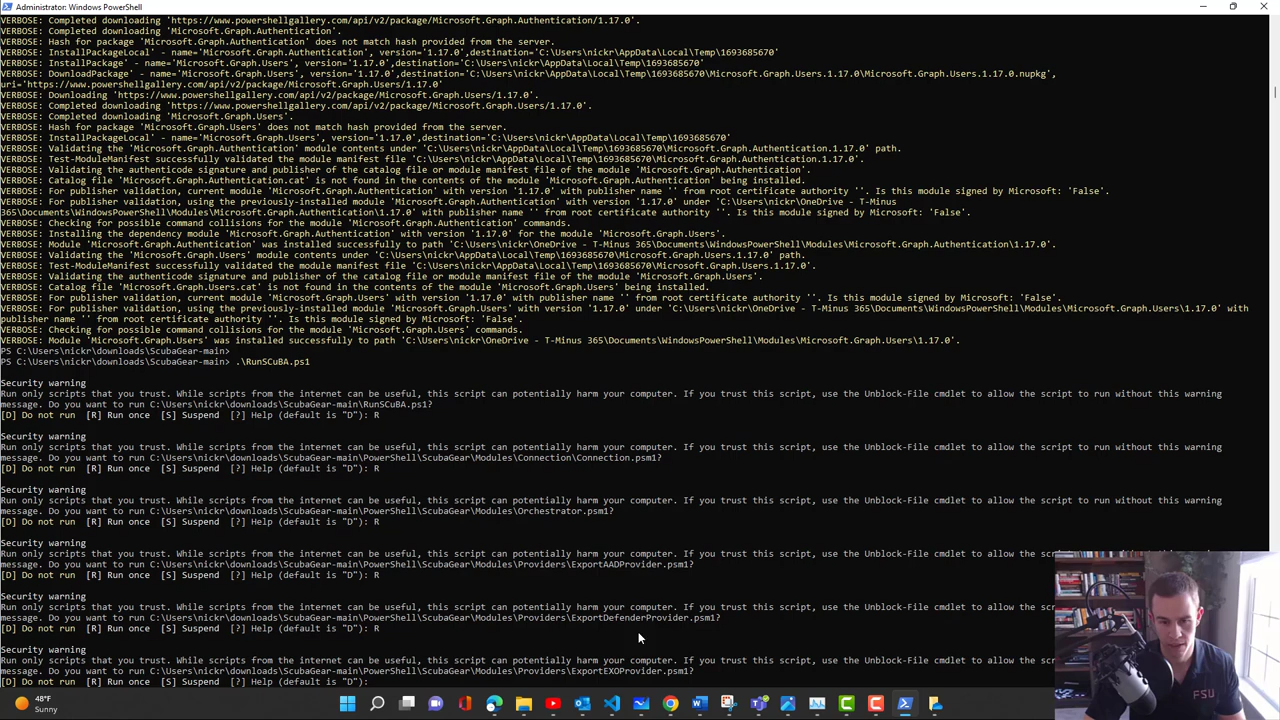 Administrator: Windows PowerShell
VERBOSE: Completed downloading 'https://www.powershellgallery.com/api/v2/package/Microsoft.Graph.Authentication/1.17.0'.
VERBOSE: Completed downloading 'Microsoft.Graph.Authentication'.
VERBOSE: Hash for package 'Microsoft.Graph.Authentication' does not match hash provided from the server.
VERBOSE: InstallPackageLocal' - name='Microsoft.Graph.Authentication', version='1.17.0',destination='C:\Users\nickr\AppData\Local\Temp\1693685670'
VERBOSE: InstallPackage' - name='Microsoft.Graph.Users', version='1.17.0',destination='C:\Users\nickr\AppData\Local\Temp\1693685670'
VERBOSE: DownloadPackage' - name='Microsoft.Graph.Users', version='1.17.0',destination='C:\Users\nickr\AppData\Local\Temp\1693685670\Microsoft.Graph.Users.1.17.0\Microsoft.Graph.Users.1.17.0.nupkg',
uri='https://www.powershellgallery.com/api/v2/package/Microsoft.Graph.Users/1.17.0'
VERBOSE: Downloading 'https://www.powershellgallery.com/api/v2/package/Microsoft.Graph.Users/1.17.0'.
VERBOSE: Completed downloading 'https://www.powershellgallery.com/api/v2/package/Microsoft.Graph.Users/1.17.0'.
VERBOSE: Completed downloading 'Microsoft.Graph.Users'.
VERBOSE: Hash for package 'Microsoft.Graph.Users' does not match hash provided from the server.
VERBOSE: InstallPackageLocal' - name='Microsoft.Graph.Users', version='1.17.0',destination='C:\Users\nickr\AppData\Local\Temp\1693685670'
VERBOSE: Validating the 'Microsoft.Graph.Authentication' module contents under 'C:\Users\nickr\AppData\Local\Temp\1693685670\Microsoft.Graph.Authentication.1.17.0' path.
VERBOSE: Test-ModuleManifest successfully validated the module manifest file 'C:\Users\nickr\AppData\Local\Temp\1693685670\Microsoft.Graph.Authentication.1.17.0'.
VERBOSE: Validating the authenticode signature and publisher of the catalog file or module manifest file of the module 'Microsoft.Graph.Authentication'.
VERBOSE: Catalog file 'Microsoft.Graph.Authentication.cat' is not found in the contents of the module 'Microsoft.Graph.Authentication' being installed.
VERBOSE: For publisher validation, current module 'Microsoft.Graph.Authentication' with version '1.17.0' with publisher name '' from root certificate authority ''. Is this module signed by Microsoft: 'False'.
VERBOSE: For publisher validation, using the previously-installed module 'Microsoft.Graph.Authentication' with version '1.17.0' under 'C:\Users\nickr\OneDrive - T-Minus
365\Documents\WindowsPowerShell\Modules\Microsoft.Graph.Authentication\1.17.0' with publisher name '' from root certificate authority ''. Is this module signed by Microsoft: 'False'.
VERBOSE: Checking for possible command collisions for the module 'Microsoft.Graph.Authentication' commands.
VERBOSE: Installing the dependency module 'Microsoft.Graph.Authentication' with version '1.17.0' for the module 'Microsoft.Graph.Users'.
VERBOSE: Module 'Microsoft.Graph.Authentication' was installed successfully to path 'C:\Users\nickr\OneDrive - T-Minus 365\Documents\WindowsPowerShell\Modules\Microsoft.Graph.Authentication\1.17.0'.
VERBOSE: Validating the 'Microsoft.Graph.Users' module contents under 'C:\Users\nickr\AppData\Local\Temp\1693685670\Microsoft.Graph.Users.1.17.0' path.
VERBOSE: Test-ModuleManifest successfully validated the module manifest file 'C:\Users\nickr\AppData\Local\Temp\1693685670\Microsoft.Graph.Users.1.17.0'.
VERBOSE: Validating the authenticode signature and publisher of the catalog file or module manifest file of the module 'Microsoft.Graph.Users'.
VERBOSE: Catalog file 'Microsoft.Graph.Users.cat' is not found in the contents of the module 'Microsoft.Graph.Users' being installed.
VERBOSE: For publisher validation, current module 'Microsoft.Graph.Users' with version '1.17.0' with publisher name '' from root certificate authority ''. Is this module signed by Microsoft: 'False'.
VERBOSE: For publisher validation, using the previously-installed module 'Microsoft.Graph.Users' with version '1.17.0' under 'C:\Users\nickr\OneDrive - T-Minus 365\Documents\WindowsPowerShell\Modules\Microsoft.Graph.Users\1.17.0' with
publisher name '' from root certificate authority ''. Is this module signed by Microsoft: 'False'.
VERBOSE: Checking for possible command collisions for the module 'Microsoft.Graph.Users' commands.
VERBOSE: Module 'Microsoft.Graph.Users' was installed successfully to path 'C:\Users\nickr\OneDrive - T-Minus 365\Documents\WindowsPowerShell\Modules\Microsoft.Graph.Users\1.17.0'.
PS C:\Users\nickr\downloads\ScubaGear-main>
PS C:\Users\nickr\downloads\ScubaGear-main> .\RunSCuBA.ps1
Security warning
Run only scripts that you trust. While scripts from the internet can be useful, this script can potentially harm your computer. If you trust this script, use the Unblock-File cmdlet to allow the script to run without this warning
message. Do you want to run C:\Users\nickr\downloads\ScubaGear-main\RunSCuBA.ps1?
[D] Do not run  [R] Run once  [S] Suspend  [?] Help (default is "D"): R
Security warning
Run only scripts that you trust. While scripts from the internet can be useful, this script can potentially harm your computer. If you trust this script, use the Unblock-File cmdlet to allow the script to run without this warning
message. Do you want to run C:\Users\nickr\downloads\ScubaGear-main\PowerShell\ScubaGear\Modules\Connection\Connection.psm1?
[D] Do not run  [R] Run once  [S] Suspend  [?] Help (default is "D"): R
Security warning
Run only scripts that you trust. While scripts from the internet can be useful, this script can potentially harm your computer. If you trust this script, use the Unblock-File cmdlet to allow the script to run without this warning
message. Do you want to run C:\Users\nickr\downloads\ScubaGear-main\PowerShell\ScubaGear\Modules\Orchestrator.psm1?
[D] Do not run  [R] Run once  [S] Suspend  [?] Help (default is "D"): R
Security warning
Run only scripts that you trust. While scripts from the internet can be useful, this script can potentially harm your computer. If you trust this script, use the Unblock-File cmdlet to allow the sc
message. Do you want to run C:\Users\nickr\downloads\ScubaGear-main\PowerShell\ScubaGear\Modules\Providers\ExportAADProvider.psm1?
[D] Do not run  [R] Run once  [S] Suspend  [?] Help (default is "D"): R
Security warning
Run only scripts that you trust. While scripts from the internet can be useful, this script can potentially harm your computer. If you trust this script, use the Unblock-File cmdlet to allow the sc
message. Do you want to run C:\Users\nickr\downloads\ScubaGear-main\PowerShell\ScubaGear\Modules\Providers\ExportDefenderProvider.psm1?
[D] Do not run  [R] Run once  [S] Suspend  [?] Help (default is "D"): R
Security warning
Run only scripts that you trust. While scripts from the internet can be useful, this script can potentially harm your computer. If you trust this script, use the Unblock-File cmdlet to allow the sc
message. Do you want to run C:\Users\nickr\downloads\ScubaGear-main\PowerShell\ScubaGear\Modules\Providers\ExportEXOProvider.psm1?
[D] Do not run  [R] Run once  [S] Suspend  [?] Help (default is "D"):
FSU
48°F
Sunny